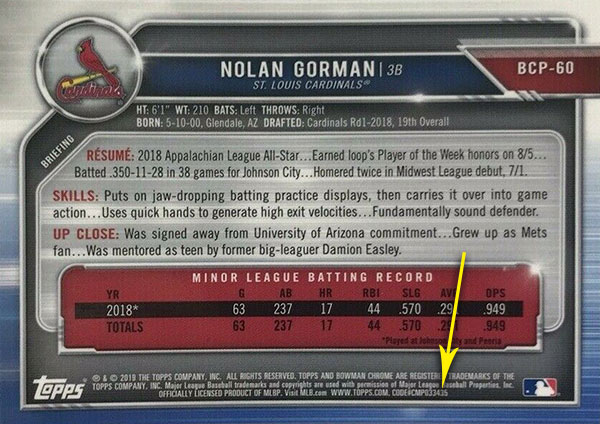 Cardinals
NOLAN GORMAN | 3B
ST. LOUIS CARDINALS®
BCP-60
HT: 6'1" WT: 210 BATS: Left THROWS: Right
BORN: 5-10-00, Glendale, AZ DRAFTED: Cardinals Rd1-2018, 19th Overall
BRIEFING
RÉSUMÉ: 2018 Appalachian League All-Star...Earned loop's Player of the Week honors on 8/5...
Batted .350-11-28 in 38 games for Johnson City...Homered twice in Midwest League debut, 7/1.
SKILLS: Puts on jaw-dropping batting practice displays, then carries it over into game
action...Uses quick hands to generate high exit velocities...Fundamentally sound defender.
UP CLOSE: Was signed away from University of Arizona commitment...Grew up as Mets
fan...Was mentored as teen by former big-leaguer Damion Easley.
MINOR LEAGUE BATTING RECORD
YR G AB HR RBI SLG AVG OPS
2018* 63 237 17 44 .570 .949
TOTALS 63 237 17 44 .570 .949
*Played at Johnson City and Peoria
Topps
® & © 2019 THE TOPPS COMPANY, INC. ALL RIGHTS RESERVED. TOPPS AND BOWMAN CHROME ARE REGISTERED TRADEMARKS OF THE
TOPPS COMPANY, INC. Major League Baseball trademarks and copyrights are used with permission of Major League Baseball Properties, Inc.
OFFICIALLY LICENSED PRODUCT OF MLBP. Visit MLB.com WWW.TOPPS.COM. CODE#CMP033435